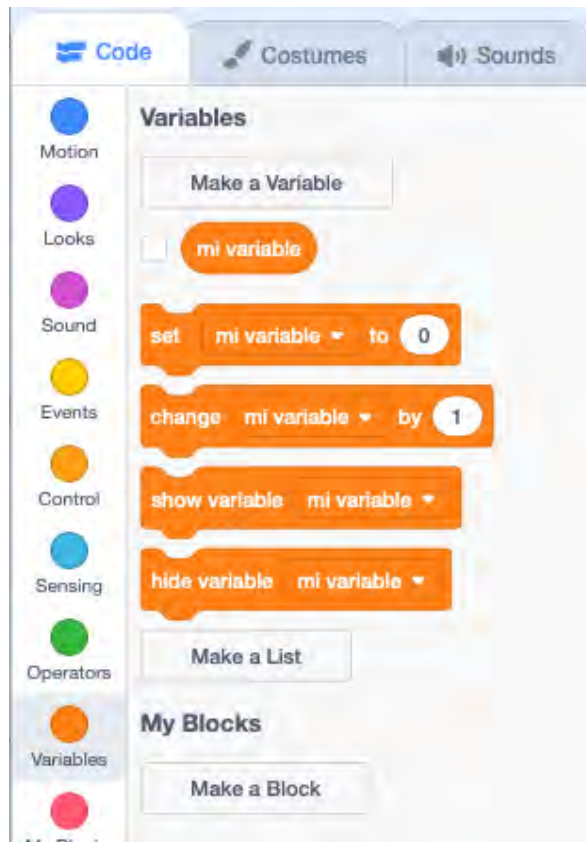 Code Costumes Sounds
Motion
Looks
Sound
Events
Control
Sensing
Operators
Variables
Variables
Make a Variable
mi variable
set mi variable to 0
change mi variable by 1
show variable mi variable
hide variable mi variable
Make a List
My Blocks
Make a Block